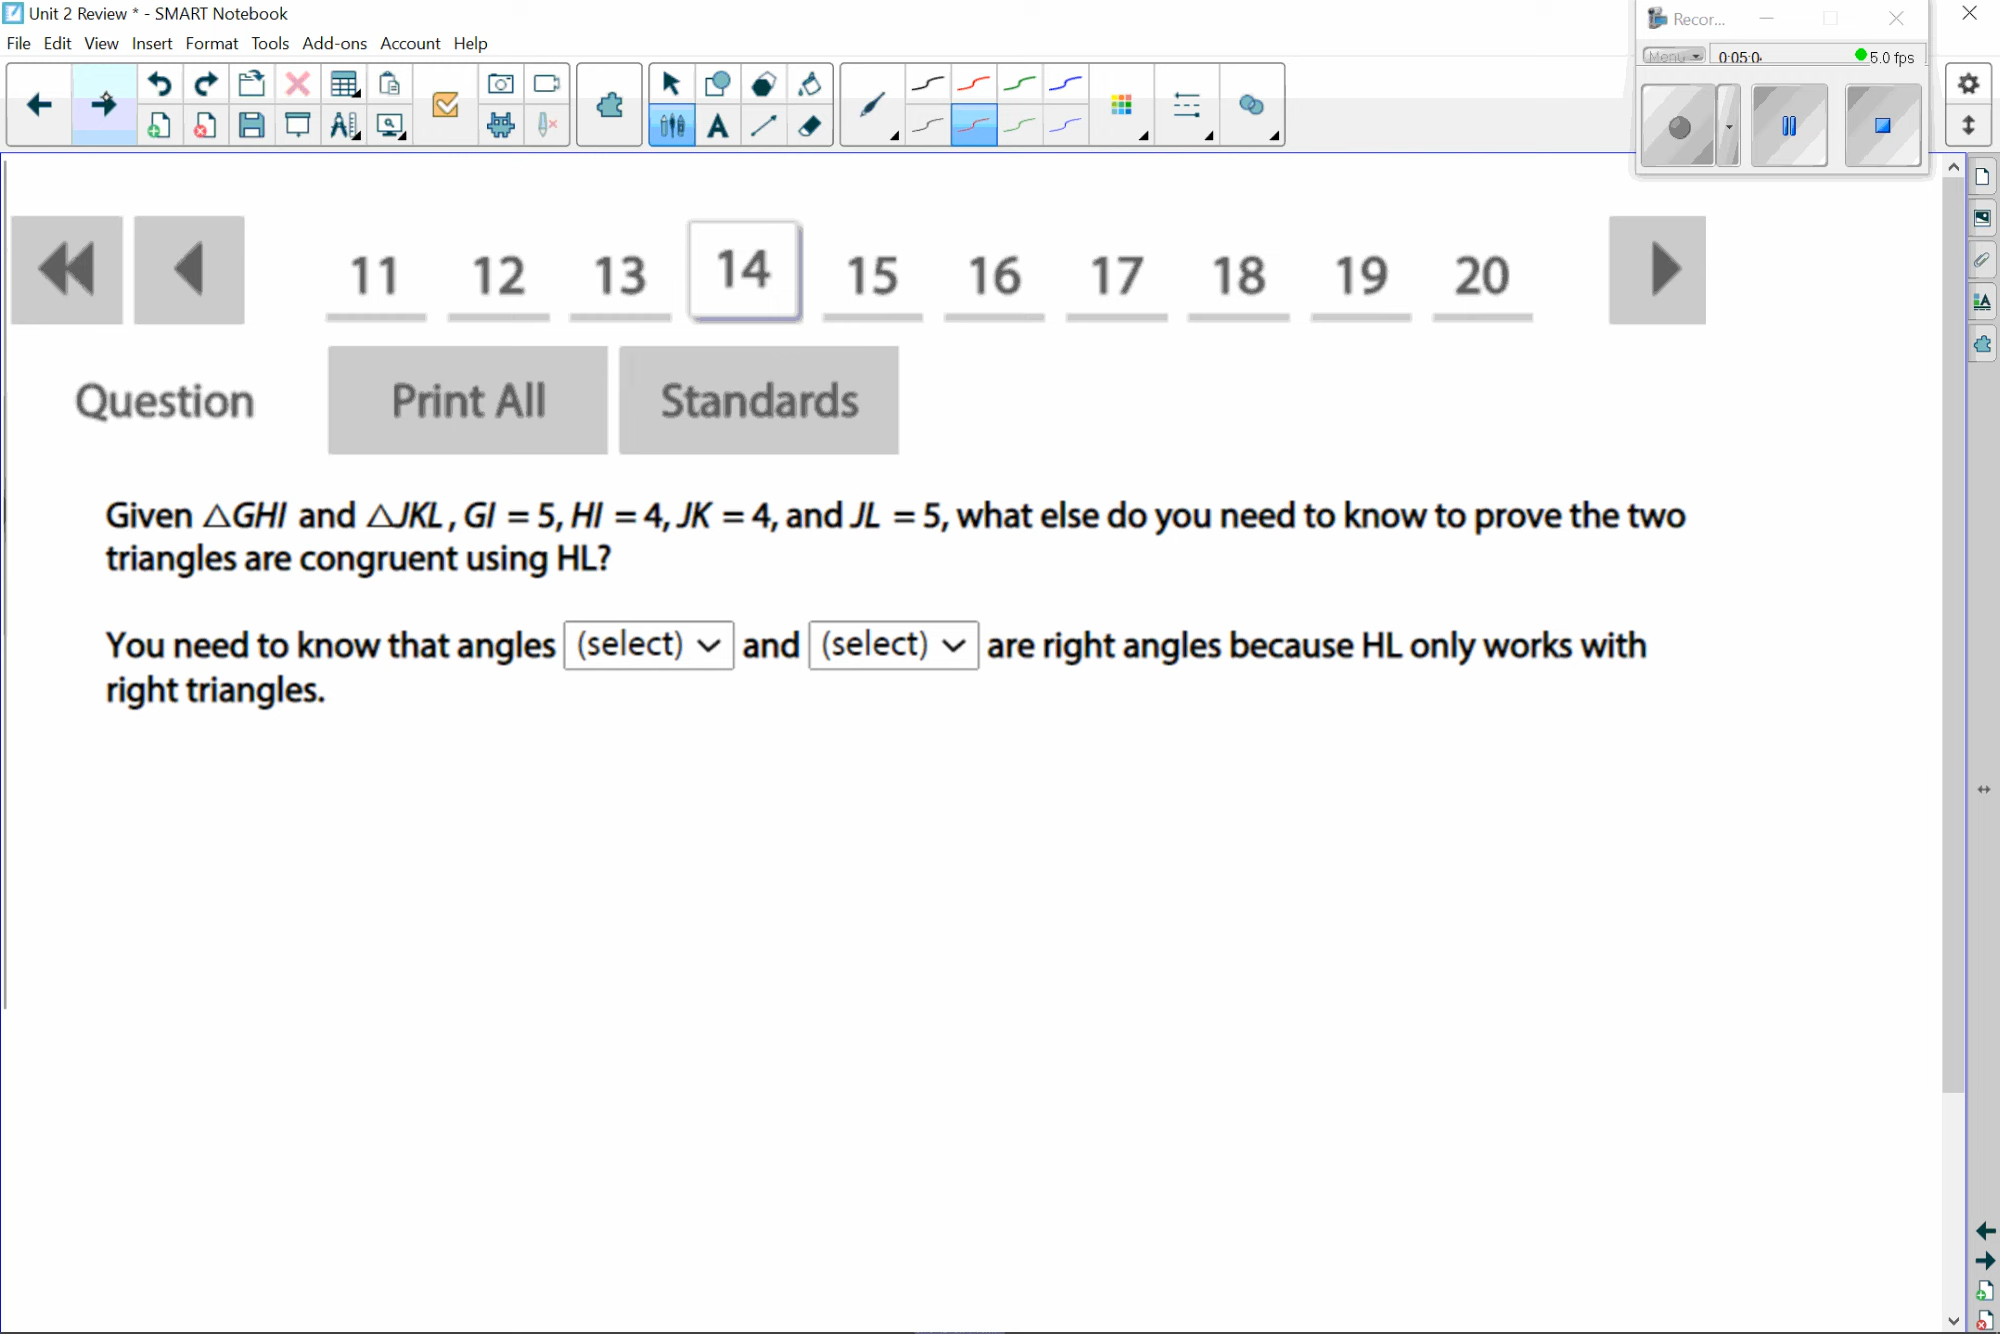 Unit 2 Review * - SMART Notebook
File Edit View Insert Format Tools Add-ons Account Help
Recor...
Menu 0:05:0 5.0 fps
11 12 13 14 15 16 17 18 19 20
Question Print All Standards
Given △GHI and △JKL, GI = 5, HI = 4, JK = 4, and JL = 5, what else do you need to know to prove the two
triangles are congruent using HL?
You need to know that angles (select) and (select) are right angles because HL only works with
right triangles.